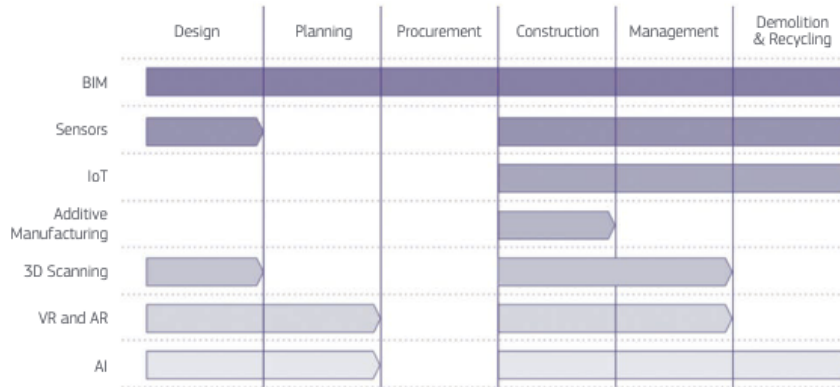 Design
Planning
Procurement
Construction
Management
Demolition
& Recycling
BIM
Sensors
IoT
Additive
Manufacturing
3D Scanning
VR and AR
AI